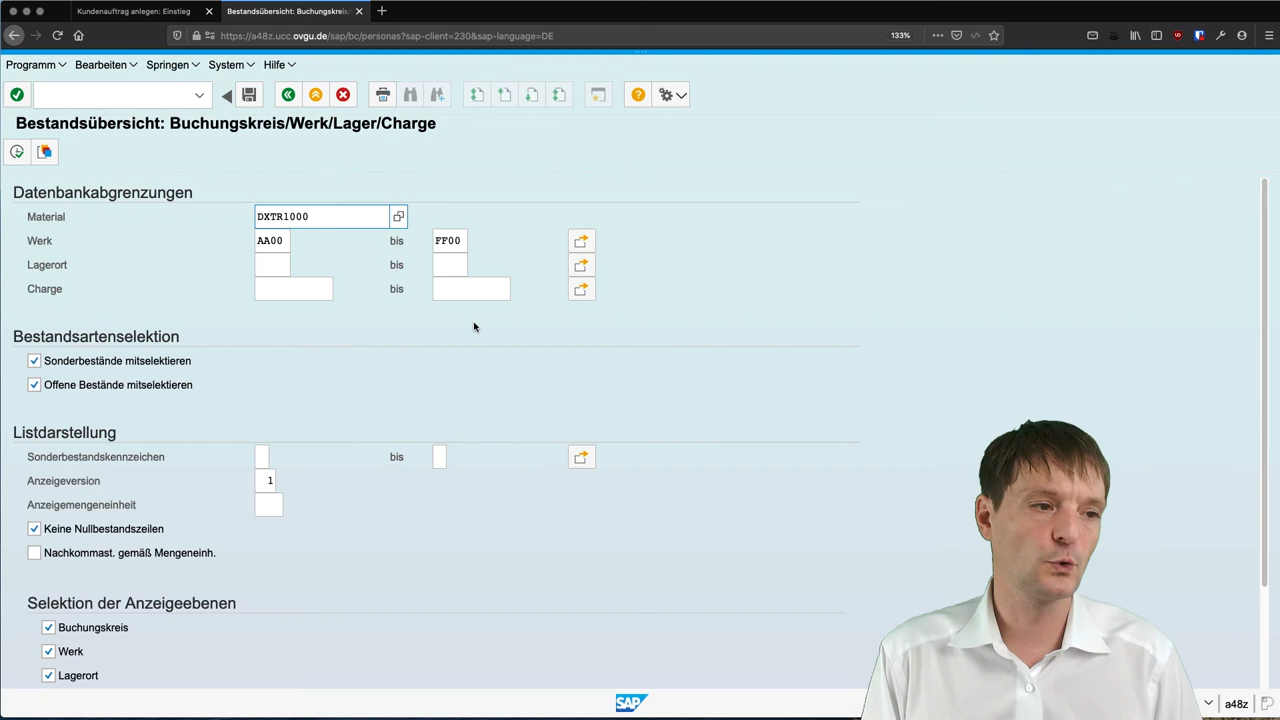 Kundenauftrag anlegen: Einstieg
Bestandsübersicht: Buchungskreis/
https://a48z.ucc.ovgu.de/sap/bc/personas?sap-client=230&sap-language=DE
133%
Programm Bearbeiten Springen System Hilfe
Bestandsübersicht: Buchungskreis/Werk/Lager/Charge
Datenbankabgrenzungen
Material DXTR1000
Werk AA00 bis FF00
Lagerort bis
Charge bis
Bestandsartenselektion
Sonderbestände mitselektieren
Offene Bestände mitselektieren
Listdarstellung
Sonderbestandskennzeichen bis
Anzeigeversion 1
Anzeigemengeneinheit
Keine Nullbestandszeilen
Nachkommast. gemäß Mengeneinh.
Selektion der Anzeigeebenen
Buchungskreis
Werk
Lagerort
SAP
a48z